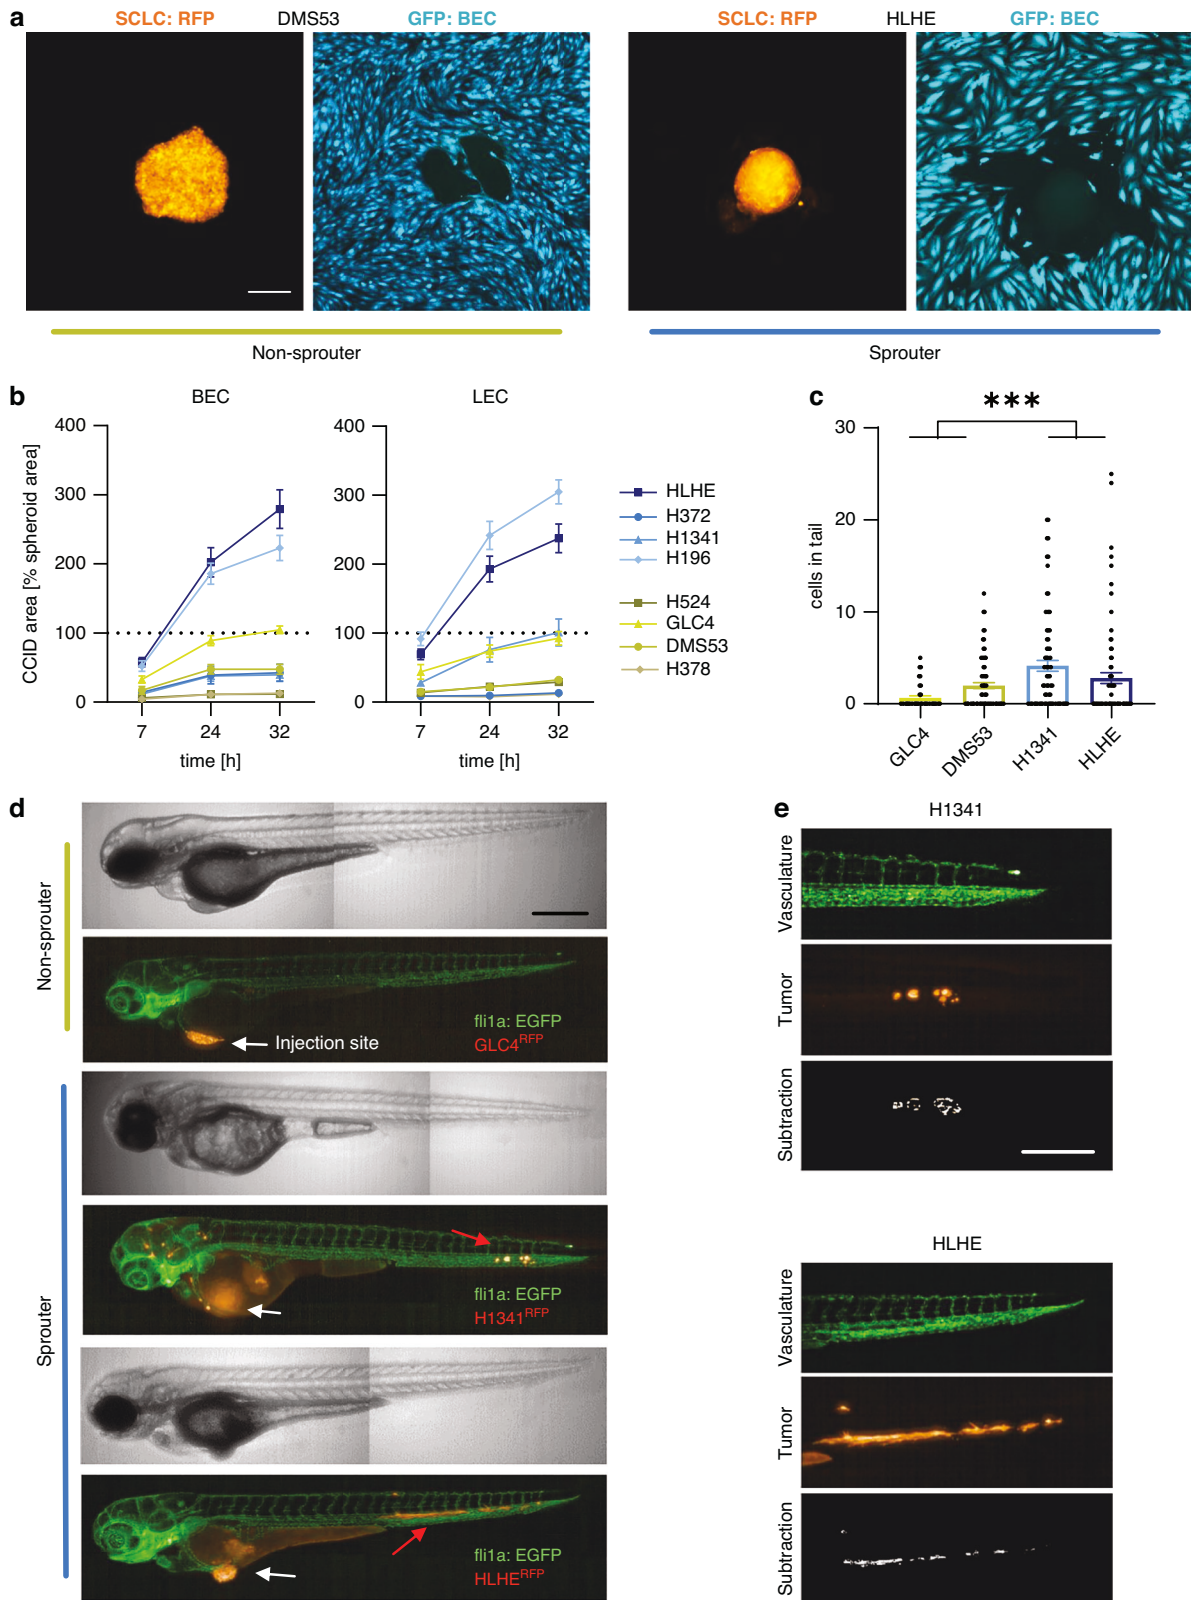 a
SCLC: RFP DMS53 GFP: BEC
SCLC: RFP HLHE GFP: BEC
Non-sprouter
Sprouter
b
BEC
LEC
CCID area [% spheroid area]
400
300
200
100
0
7 24 32
time [h]
400
300
200
100
0
7 24 32
time [h]
HLHE
H372
H1341
H196
H524
GLC4
DMS53
H378
c
***
cells in tail
30
20
10
0
GLC4
DMS53
H1341
HLHE
d
Non-sprouter
Injection site
fli1a: EGFP
GLC4RFP
Sprouter
fli1a: EGFP
H1341RFP
fli1a: EGFP
HLHERFP
e
H1341
Vasculature
Tumor
Subtraction
HLHE
Vasculature
Tumor
Subtraction